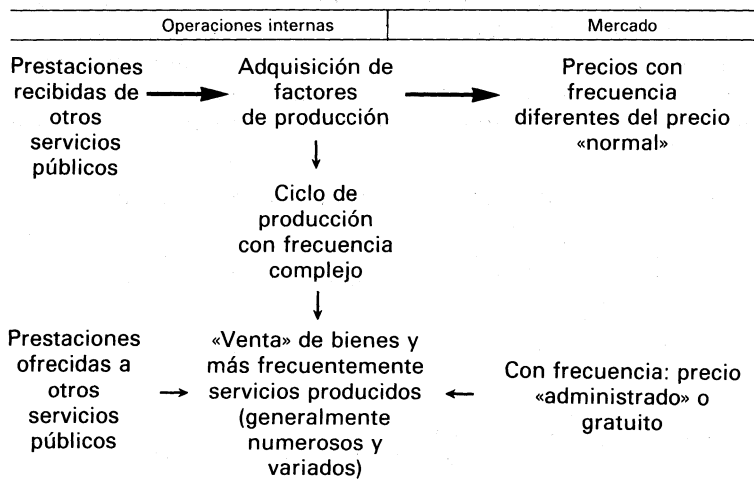 Operaciones internas
Mercado
Prestaciones
recibidas de
otros
servicios
públicos
Adquisición de
factores
de producción
Precios con
frecuencia
diferentes del precio
«normal»
Ciclo de
producción
con frecuencia
complejo
Prestaciones
ofrecidas a
otros
servicios
públicos
«Venta» de bienes y
más frecuentemente
servicios producidos
(generalmente
numerosos y
variados)
Con frecuencia: precio
«administrado» o
gratuito